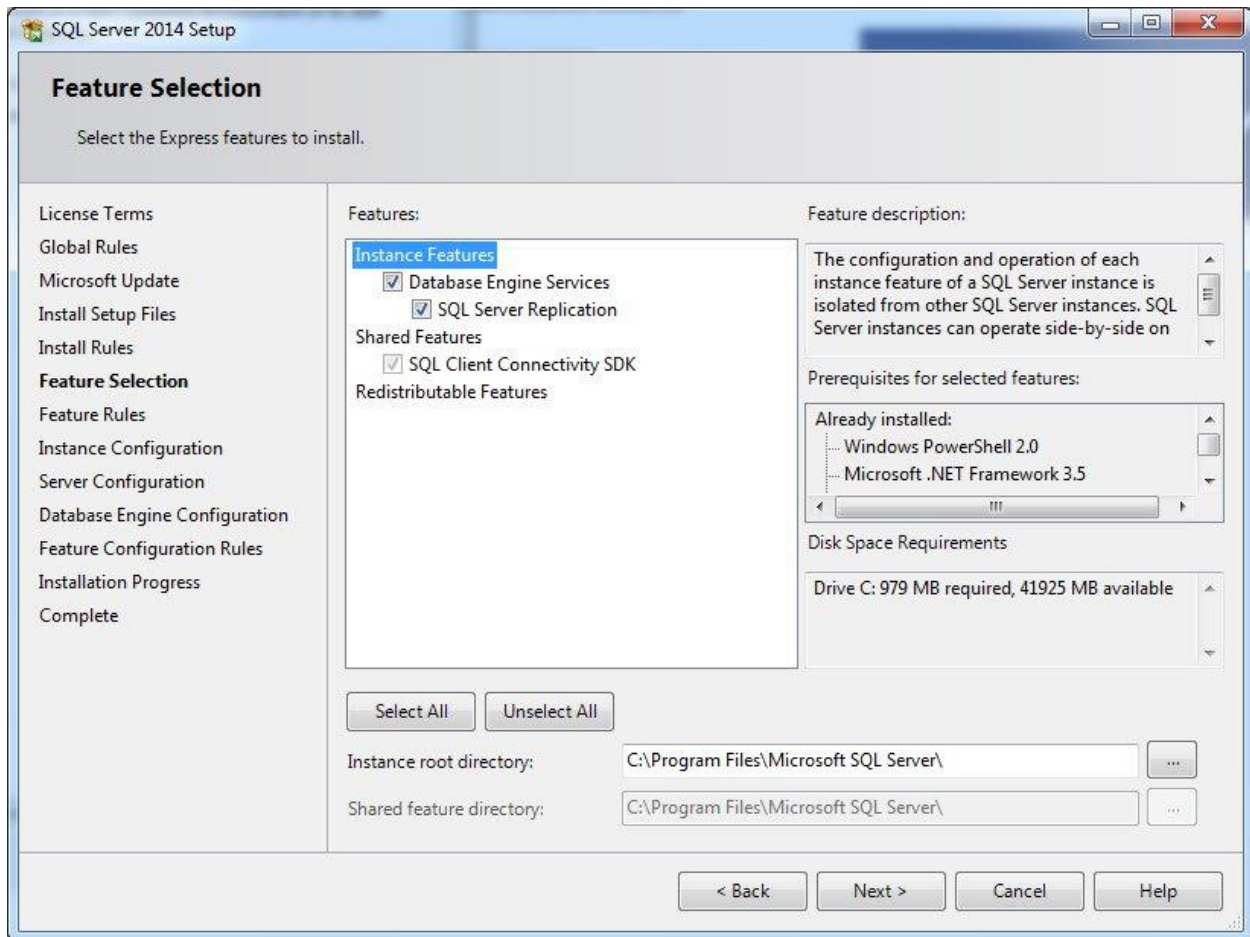 SQL Server 2014 Setup
Feature Selection
Select the Express features to install.
License Terms
Global Rules
Microsoft Update
Install Setup Files
Install Rules
Feature Selection
Feature Rules
Instance Configuration
Server Configuration
Database Engine Configuration
Feature Configuration Rules
Installation Progress
Complete
Features:
Instance Features
Database Engine Services
SQL Server Replication
Shared Features
SQL Client Connectivity SDK
Redistributable Features
Feature description:
The configuration and operation of each
instance feature of a SQL Server instance is
isolated from other SQL Server instances. SQL
Server instances can operate side-by-side on
Prerequisites for selected features:
Already installed:
Windows PowerShell 2.0
Microsoft .NET Framework 3.5
Disk Space Requirements
Drive C: 979 MB required, 41925 MB available
Select All
Unselect All
Instance root directory:
C:\Program Files\Microsoft SQL Server\
...
Shared feature directory:
C:\Program Files\Microsoft SQL Server\
...
< Back
Next >
Cancel
Help